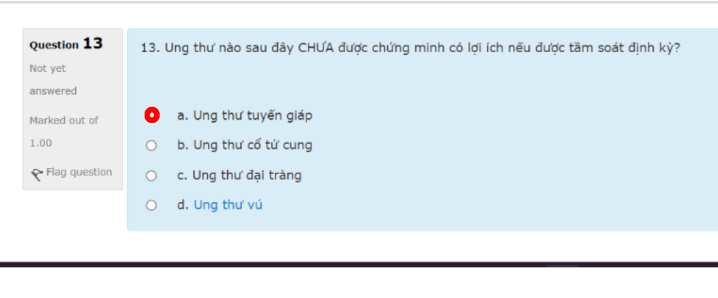 Question 13
Not yet
answered
Marked out of
1.00
Flag question
13. Ung thư nào sau đây CHƯA được chứng minh có lợi ích nếu được tầm soát định kỳ?
a. Ung thư tuyến giáp
b. Ung thư cổ tử cung
c. Ung thư đại tràng
d. Ung thư vú